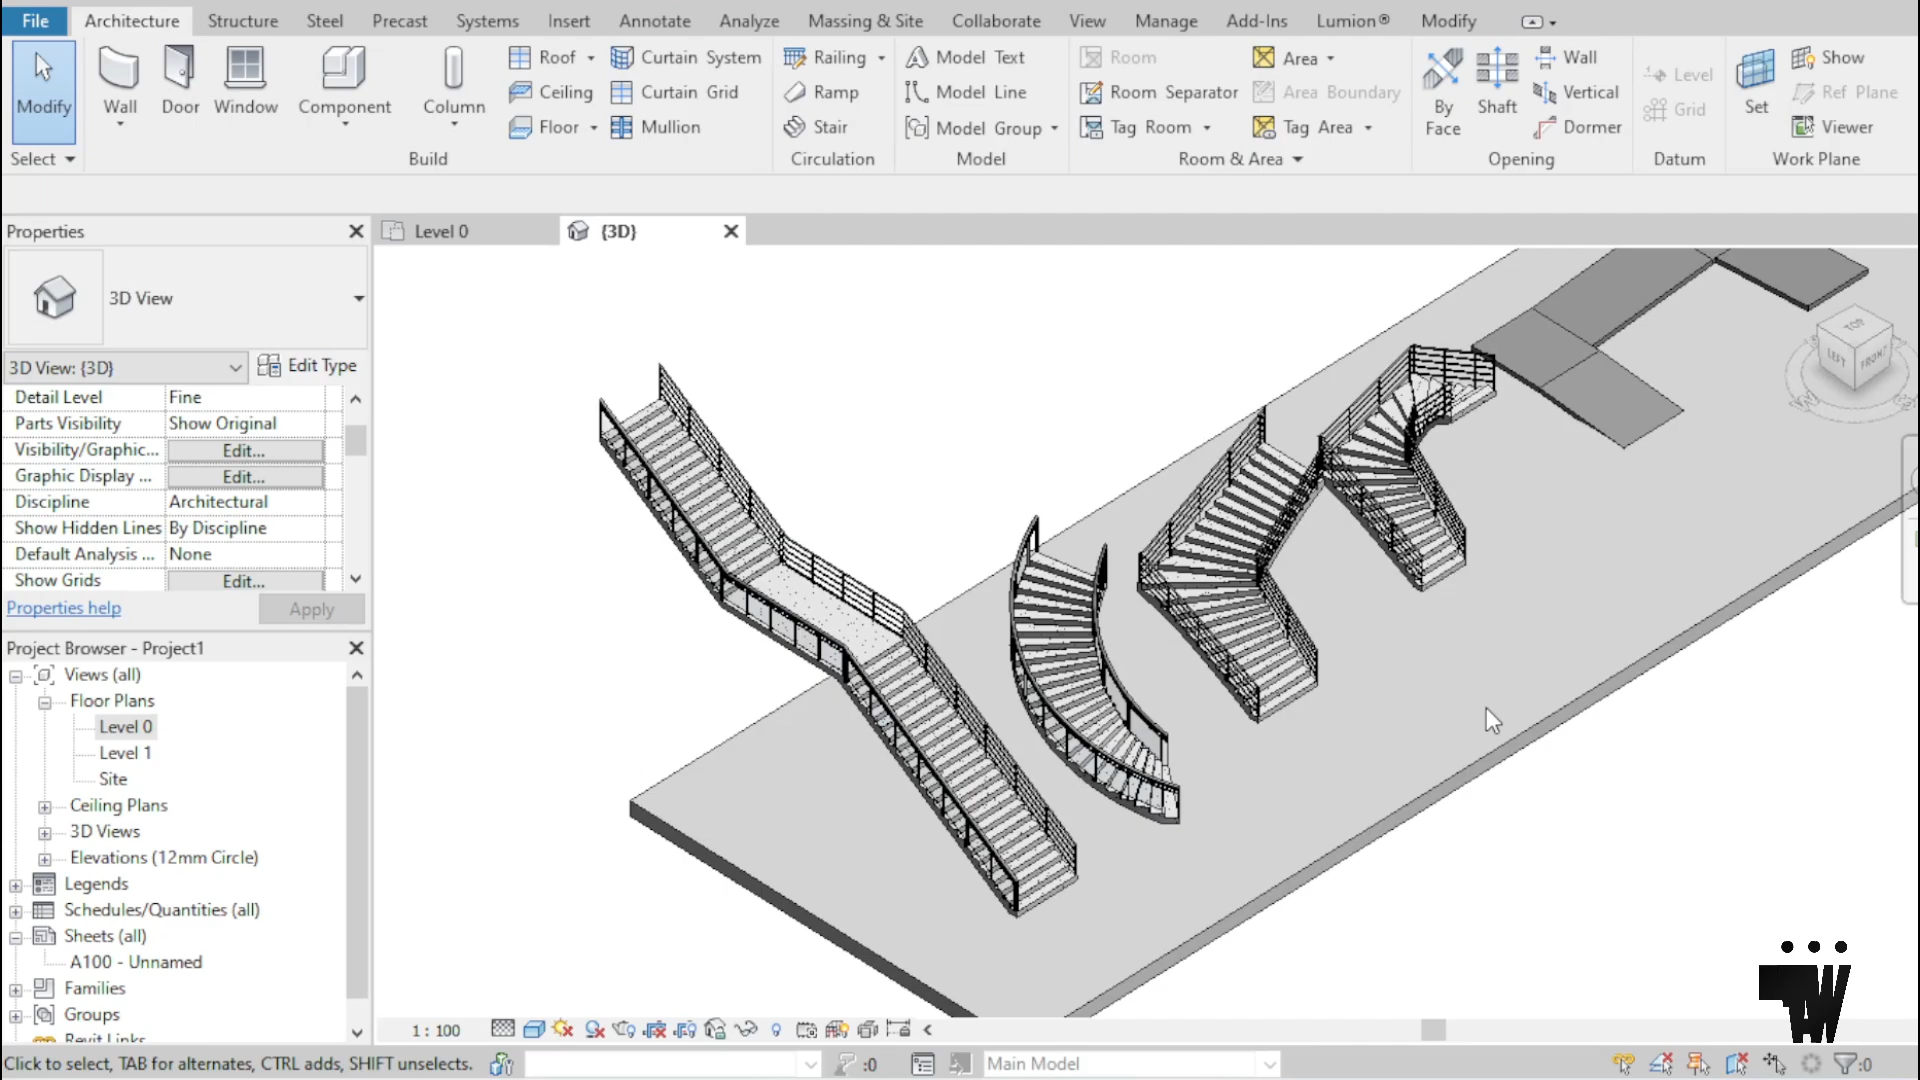 File Architecture Structure Steel Precast Systems Insert Annotate Analyze Massing & Site Collaborate View Manage Add-Ins Lumion® Modify
Modify
Wall
Door
Window
Component
Column
Roof
Ceiling
Floor
Curtain System
Curtain Grid
Mullion
Railing
Ramp
Stair
Model Text
Model Line
Model Group
Room
Room Separator
Tag Room
Area
Area Boundary
Tag Area
By Face
Shaft
Wall
Vertical
Dormer
Level
Grid
Set
Show
Ref Plane
Viewer
Select Build Circulation Model Room & Area Opening Datum Work Plane
Properties
Level 0 {3D}
3D View
3D View: {3D} Edit Type
Detail Level Fine
Parts Visibility Show Original
Visibility/Graphic... Edit...
Graphic Display ... Edit...
Discipline Architectural
Show Hidden Lines By Discipline
Default Analysis ... None
Show Grids Edit...
Properties help Apply
Project Browser - Project1
Views (all)
Floor Plans
Level 0
Level 1
Site
Ceiling Plans
3D Views
Elevations (12mm Circle)
Legends
Schedules/Quantities (all)
Sheets (all)
A100 - Unnamed
Families
Groups
Revit Links
TOP
LEFT FRONT
1 : 100
Click to select, TAB for alternates, CTRL adds, SHIFT unselects. :0 Main Model :0